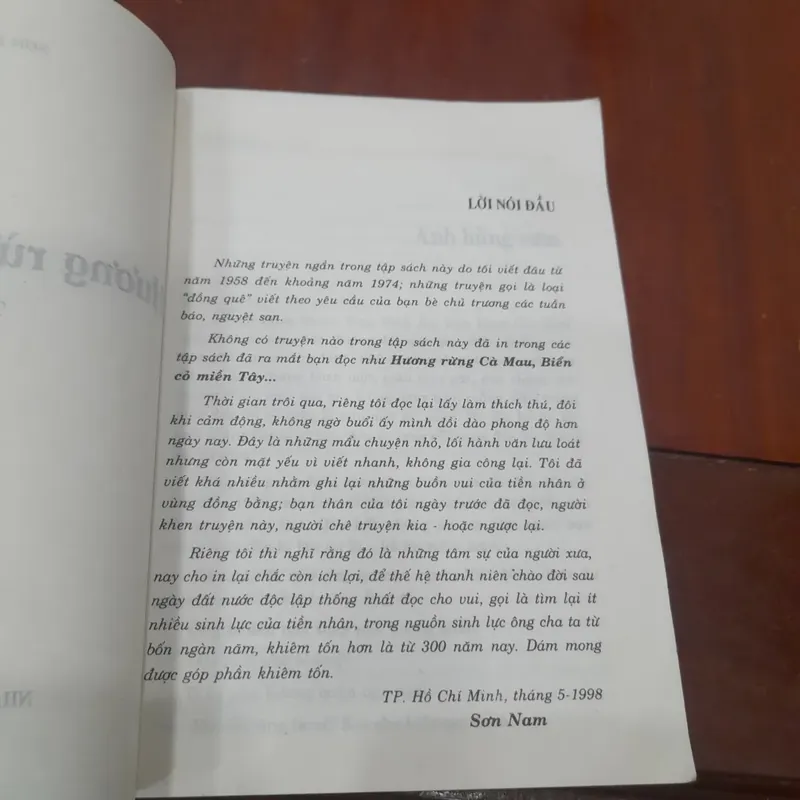 LỜI NÓI ĐẦU
Những truyện ngắn trong tập sách này do tôi viết đâu từ
năm 1958 đến khoảng năm 1974; những truyện gọi là loại
"đồng quê" viết theo yêu cầu của bạn bè chủ trương các tuần
báo, nguyệt san.
Không có truyện nào trong tập sách này đã in trong các
tập sách đã ra mắt bạn đọc như Hương rừng Cà Mau, Biển
cỏ miền Tây...
Thời gian trôi qua, riêng tôi đọc lại lấy làm thích thú, đôi
khi cảm động, không ngờ buổi ấy mình dồi dào phong độ hơn
ngày nay. Đây là những mẩu chuyện nhỏ, lối hành văn lưu loát
nhưng còn mặt yếu vì viết nhanh, không gia công lại. Tôi đã
viết khá nhiều nhằm ghi lại những buồn vui của tiền nhân ở
vùng đồng bằng; bạn thân của tôi ngày trước đã đọc, người
khen truyện này, người chê truyện kia - hoặc ngược lại.
Riêng tôi thì nghĩ rằng đó là những tâm sự của người xưa,
nay cho in lại chắc còn ích lợi, để thế hệ thanh niên chào đời sau
ngày đất nước độc lập thống nhất đọc cho vui, gọi là tìm lại ít
nhiều sinh lực của tiền nhân, trong nguồn sinh lực ông cha ta từ
bốn ngàn năm, khiêm tốn hơn là từ 300 năm nay. Dám mong
được góp phần khiêm tốn.
TP. Hồ Chí Minh, tháng 5-1998
Sơn Nam